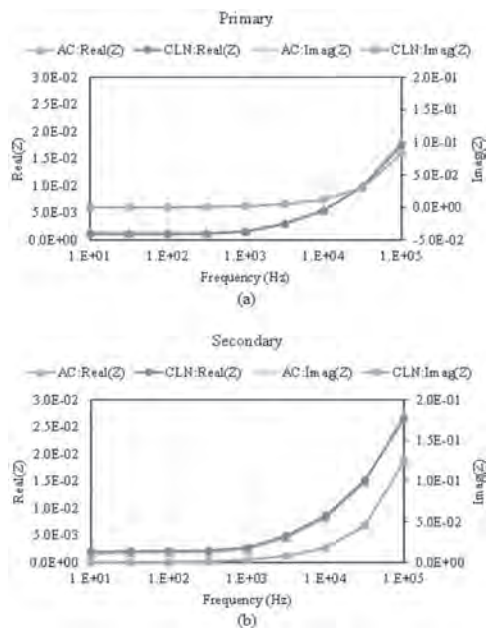 Primary
AC:Real(Z) CLN:Real(Z) AC:Imag(Z) CLN:Imag(Z)
3.0E-02 2.0E-01
2.5E-02
1.5E-01
2.0E-02
1.0E-01
1.5E-02
5.0E-02
1.0E-02
5.0E-03 0.0E+00
0.0E+00 -5.0E-02
Real(Z)
Imag(Z)
1.E+01 1.E+02 1.E+03 1.E+04 1.E+05
Frequency (Hz)
(a)
Secondary
AC:Real(Z) CLN:Real(Z) AC:Imag(Z) CLN:Imag(Z)
3.0E-02 2.0E-01
2.5E-02
1.5E-01
2.0E-02
1.5E-02 1.0E-01
1.0E-02
5.0E-02
5.0E-03
0.0E+00 0.0E+00
Real(Z)
Imag(Z)
1.E+01 1.E+02 1.E+03 1.E+04 1.E+05
Frequency (Hz)
(b)